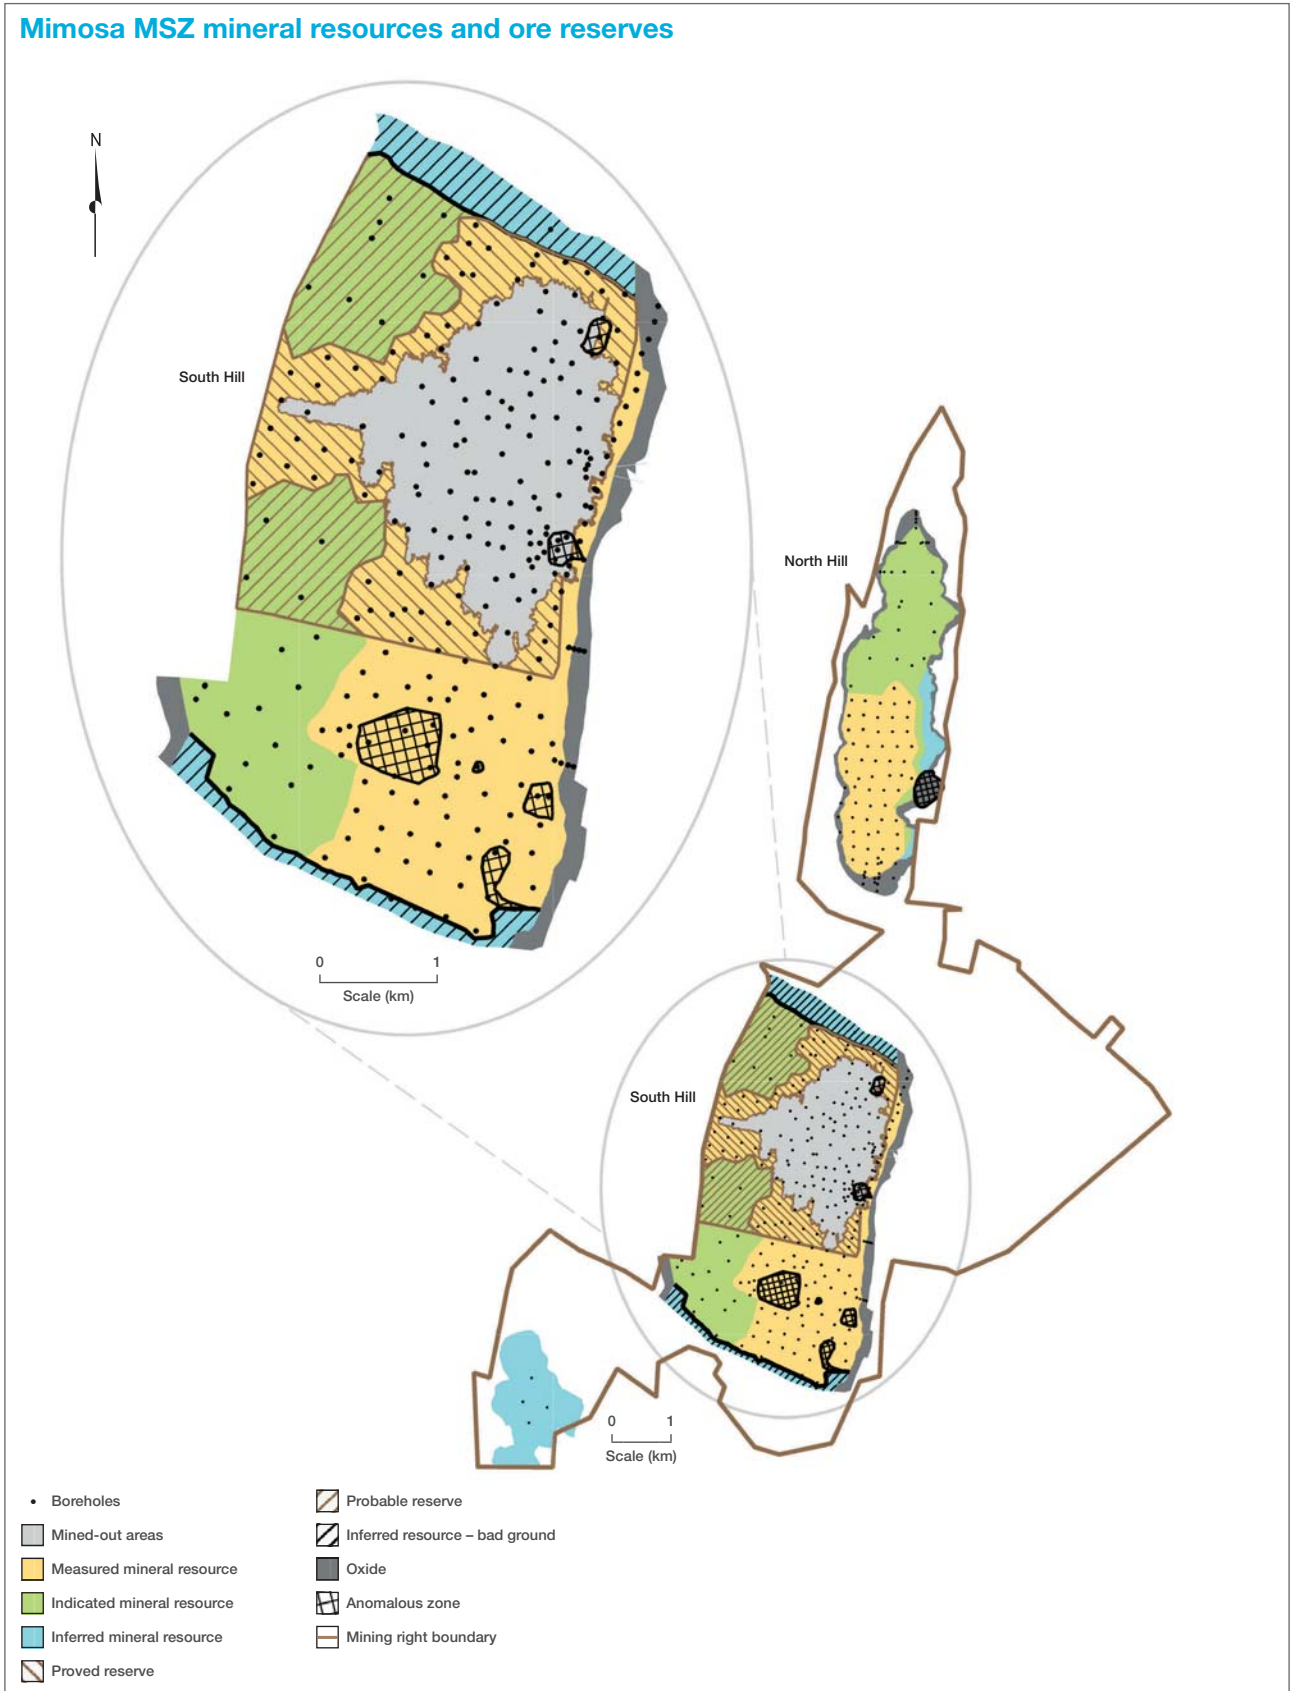 Mimosa MSZ mineral resources and ore reserves
N
South Hill
North Hill
0 1
Scale (km)
South Hill
0 1
Scale (km)
Boreholes
Mined-out areas
Measured mineral resource
Indicated mineral resource
Inferred mineral resource
Proved reserve
Probable reserve
Inferred resource – bad ground
Oxide
Anomalous zone
Mining right boundary